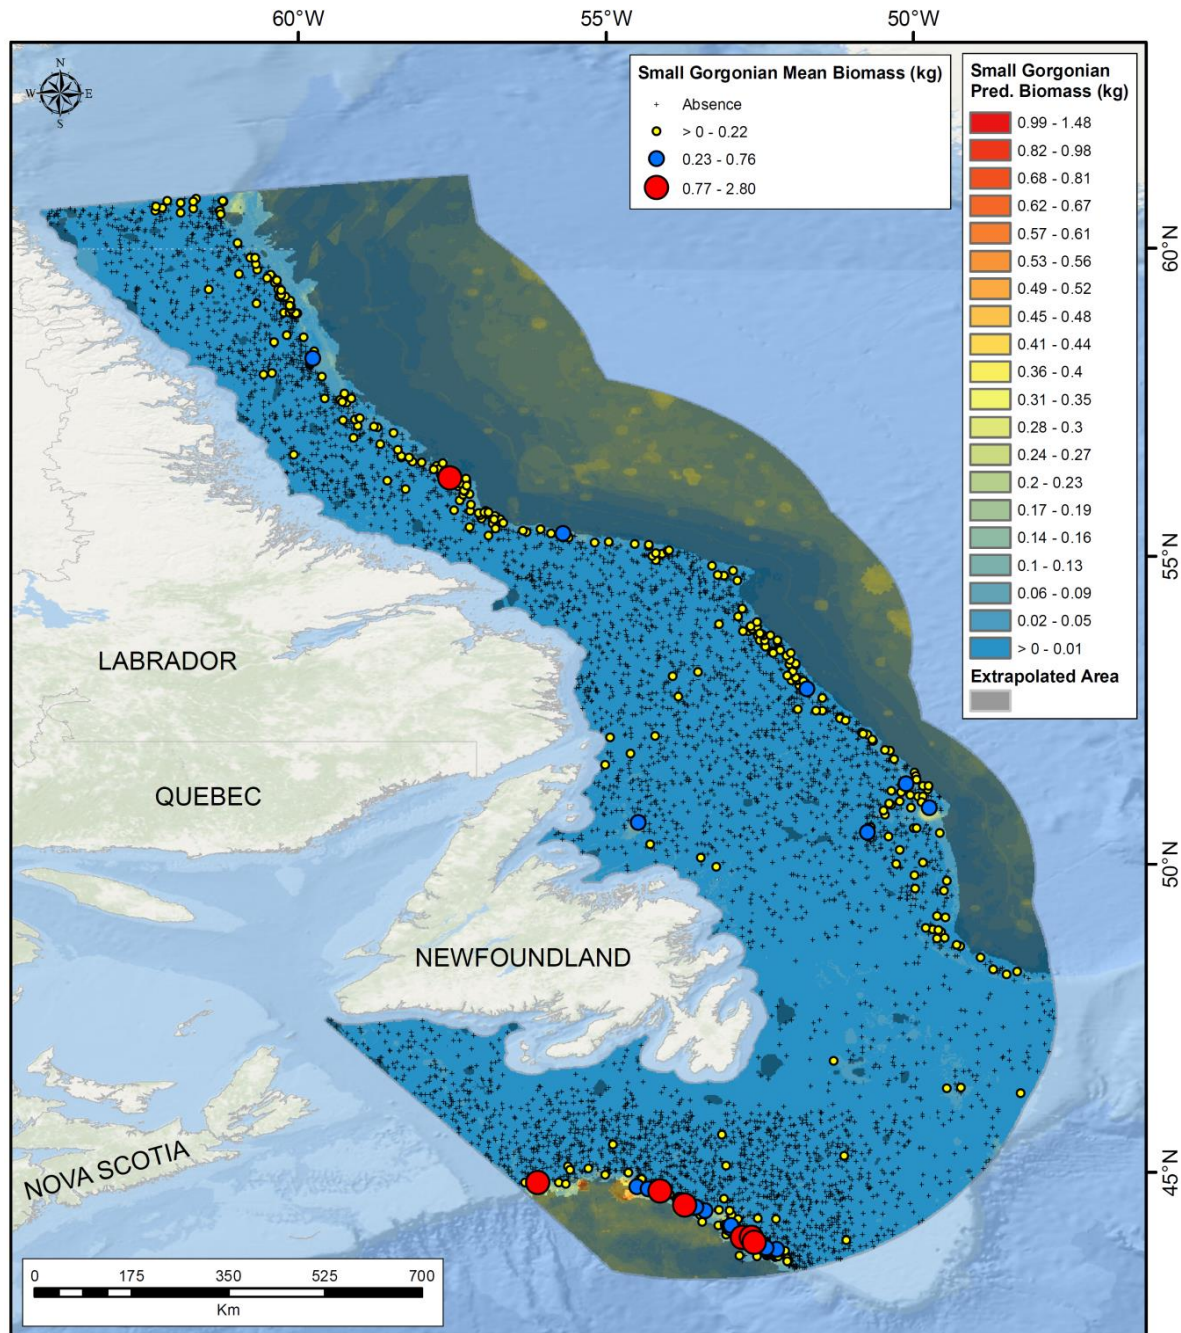 60°W 55°W 50°W
N
W E
S
Small Gorgonian Mean Biomass (kg)
Absence
> 0 - 0.22
0.23 - 0.76
0.77 - 2.80
Small Gorgonian
Pred. Biomass (kg)
0.99 - 1.48
0.82 - 0.98
0.68 - 0.81
0.62 - 0.67
0.57 - 0.61
0.53 - 0.56
0.49 - 0.52
0.45 - 0.48
0.41 - 0.44
0.36 - 0.4
0.31 - 0.35
0.28 - 0.3
0.24 - 0.27
0.2 - 0.23
0.17 - 0.19
0.14 - 0.16
0.1 - 0.13
0.06 - 0.09
0.02 - 0.05
> 0 - 0.01
Extrapolated Area
60°N
55°N
50°N
45°N
LABRADOR
QUEBEC
NEWFOUNDLAND
NOVA SCOTIA
0 175 350 525 700
Km